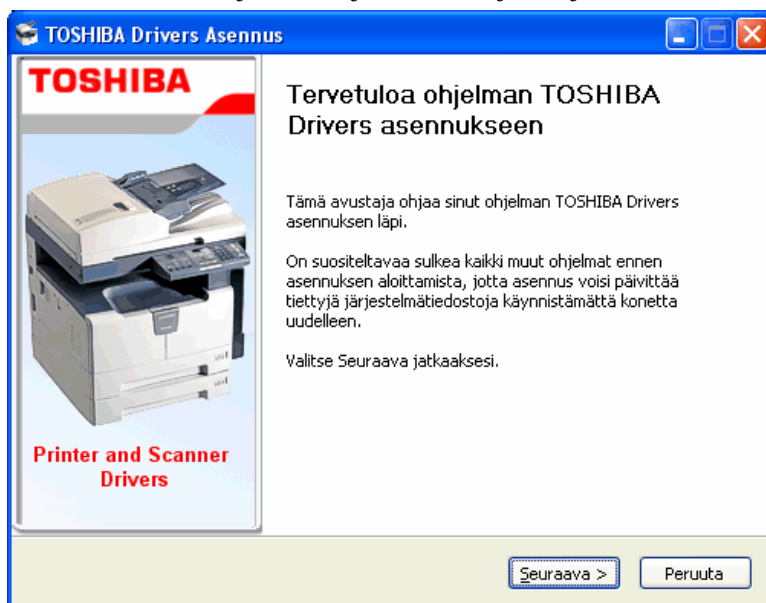 TOSHIBA Drivers Asennus
TOSHIBA
Tervetuloa ohjelman TOSHIBA
Drivers asennukseen
Tämä avustaja ohjaa sinut ohjelman TOSHIBA Drivers
asennuksen läpi.
On suositeltavaa sulkea kaikki muut ohjelmat ennen
asennuksen aloittamista, jotta asennus voisi päivittää
tiettyjä järjestelmätiedostoja käynnistämättä konetta
uudelleen.
Valitse Seuraava jatkaaksesi.
Printer and Scanner
Drivers
Seuraava >
Peruuta